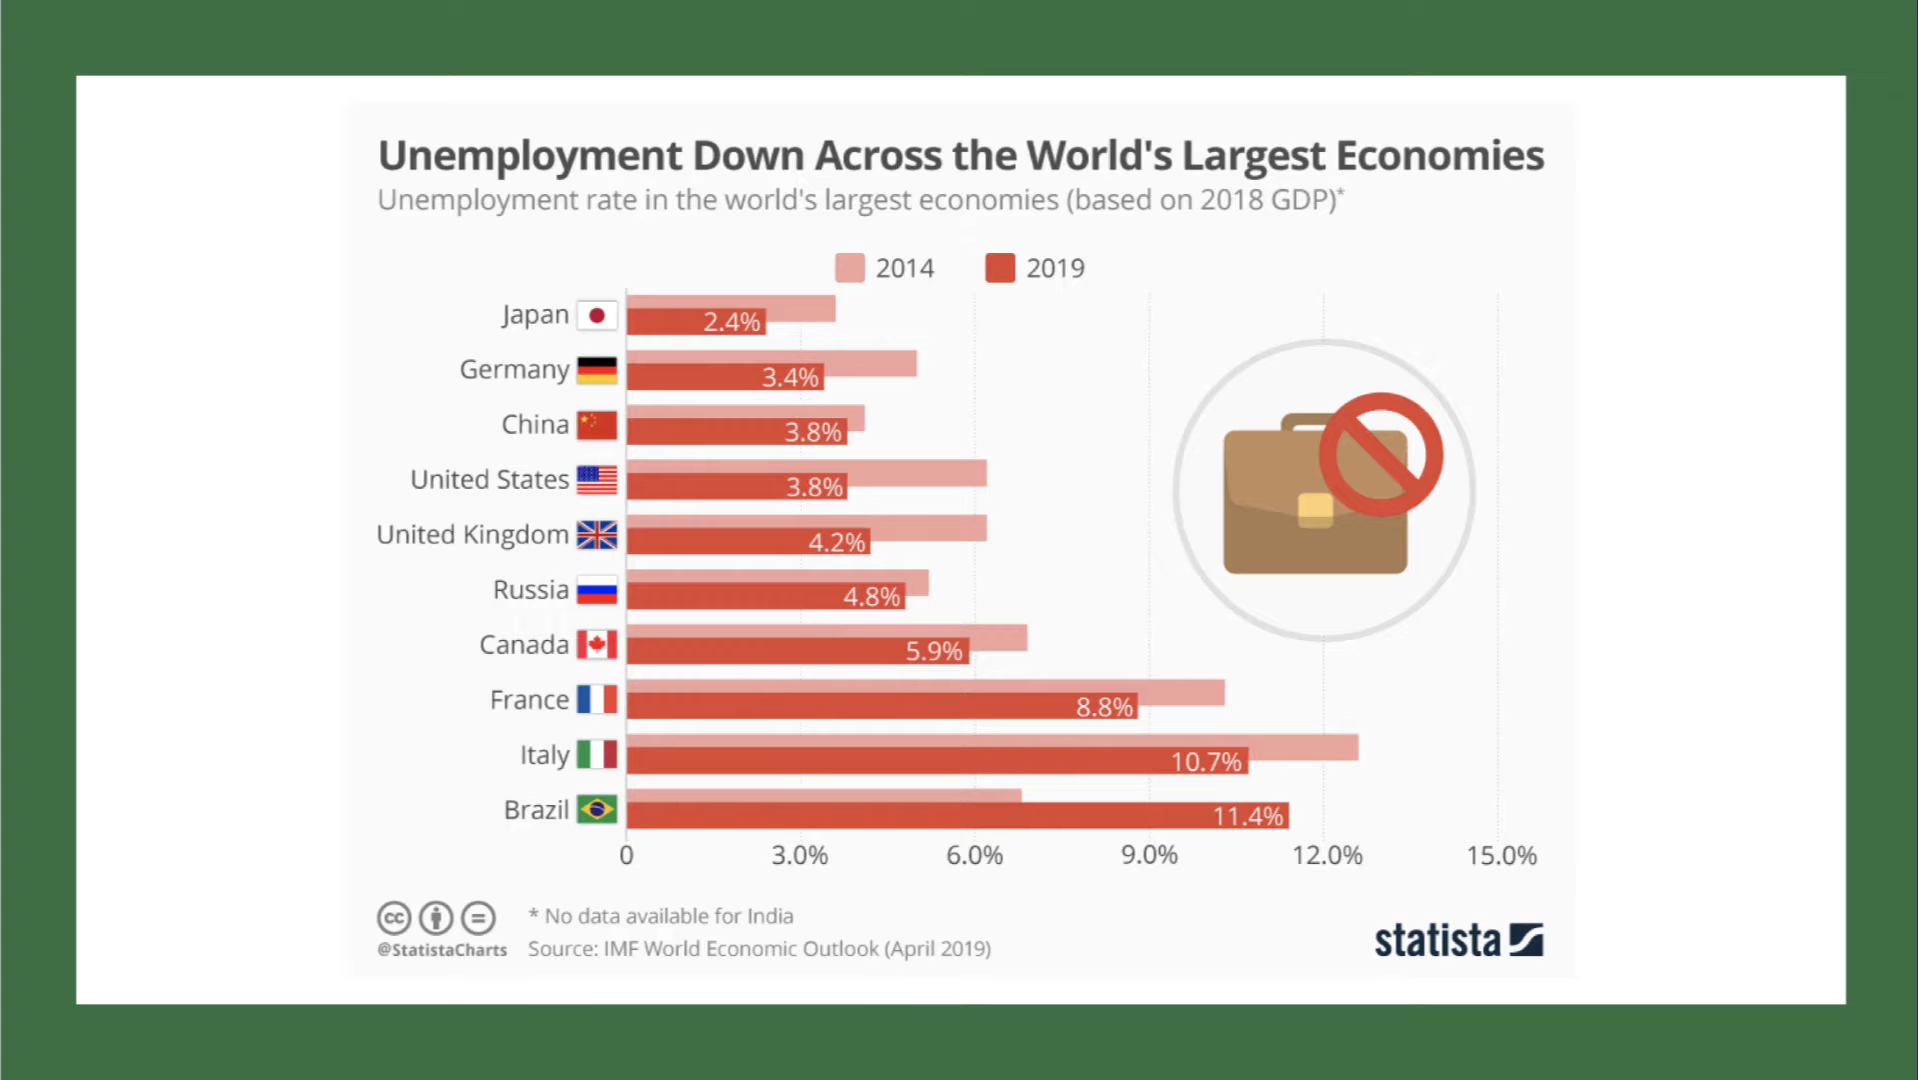 Unemployment Down Across the World's Largest Economies
Unemployment rate in the world's largest economies (based on 2018 GDP)*
2014 2019
Japan 2.4%
Germany 3.4%
China 3.8%
United States 3.8%
United Kingdom 4.2%
Russia 4.8%
Canada 5.9%
France 8.8%
Italy 10.7%
Brazil 11.4%
0 3.0% 6.0% 9.0% 12.0% 15.0%
cc = * No data available for India
@StatistaCharts Source: IMF World Economic Outlook (April 2019)
statista